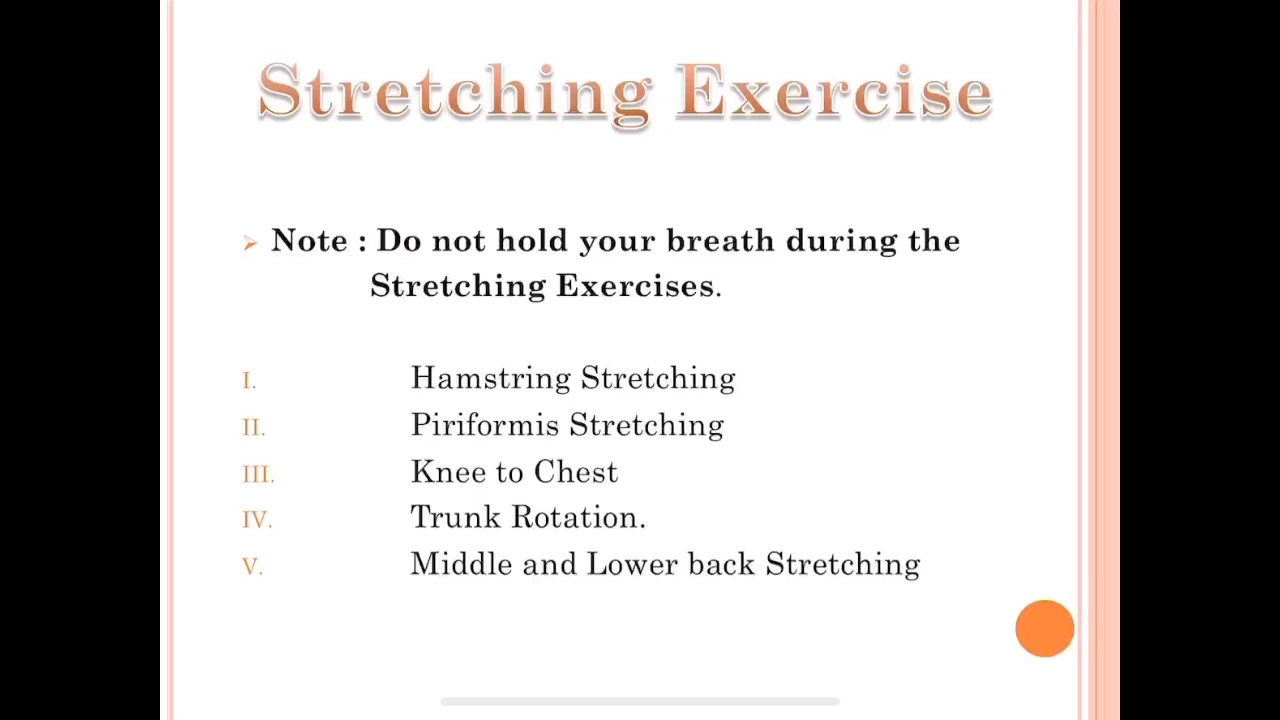 Stretching Exercise
➢ Note : Do not hold your breath during the
Stretching Exercises.
I. Hamstring Stretching
II. Piriformis Stretching
III. Knee to Chest
IV. Trunk Rotation.
V. Middle and Lower back Stretching